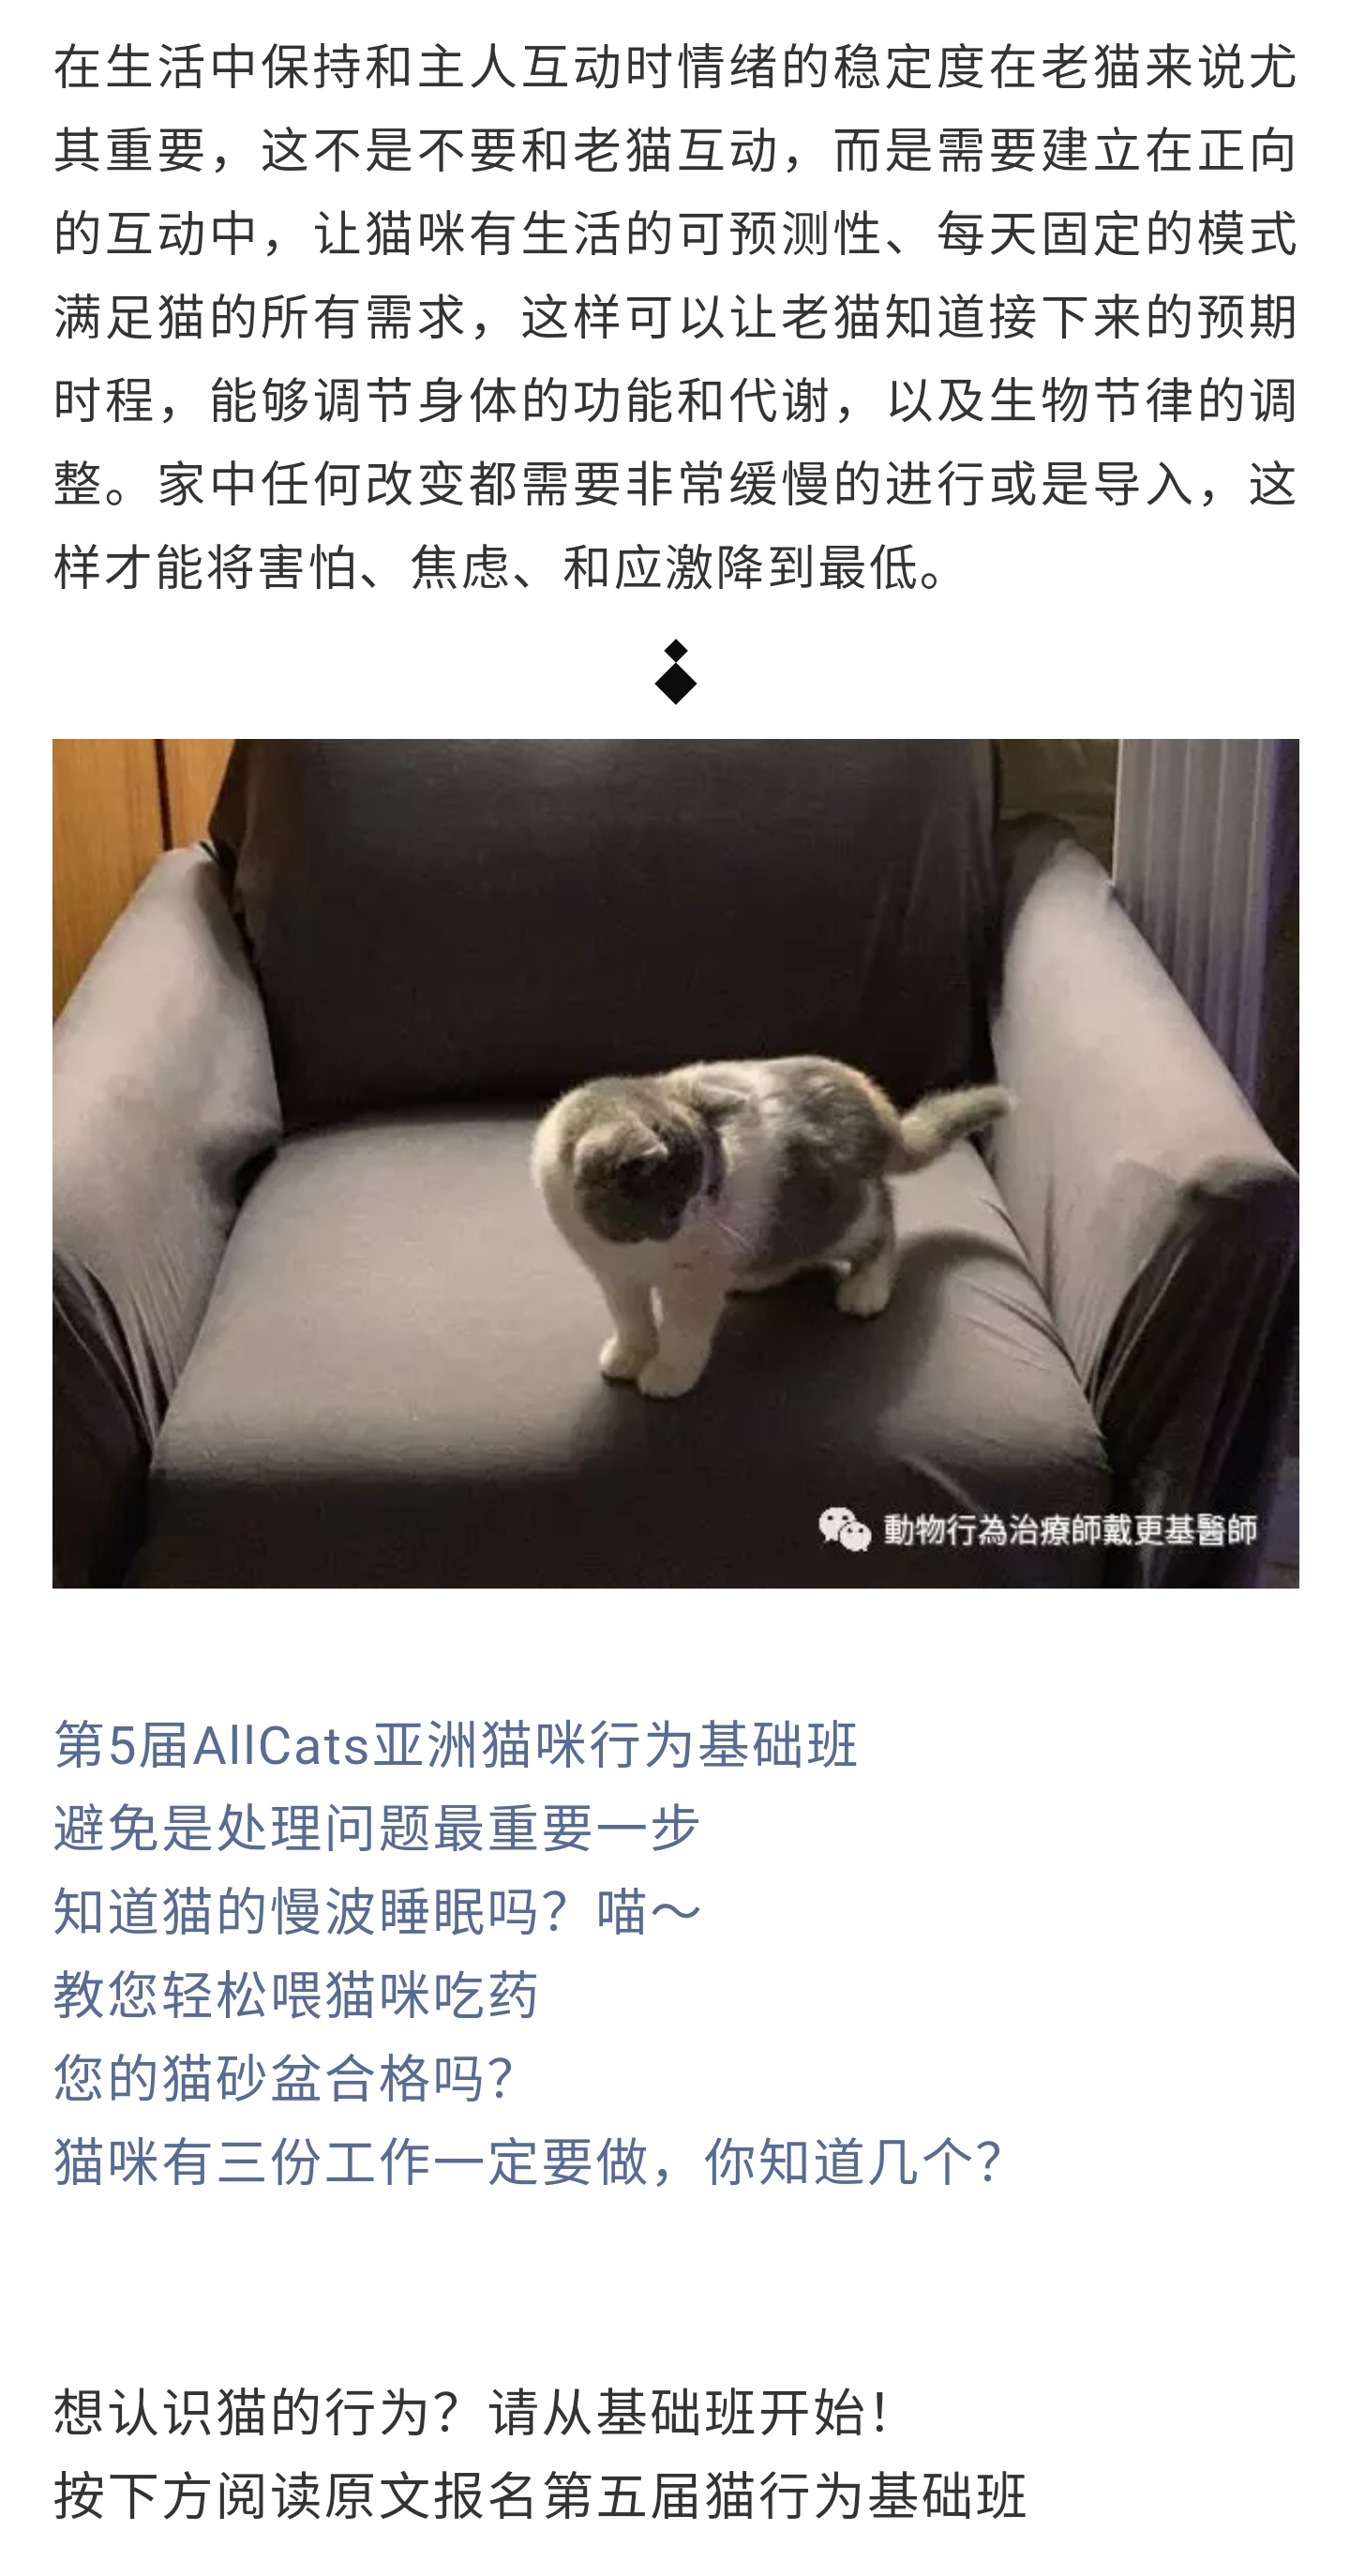 在生活中保持和主人互动时情绪的稳定度在老猫来说尤
其重要，这不是不要和老猫互动，而是需要建立在正向
的互动中，让猫咪有生活的可预测性、每天固定的模式
满足猫的所有需求，这样可以让老猫知道接下来的预期
时程，能够调节身体的功能和代谢，以及生物节律的调
整。家中任何改变都需要非常缓慢的进行或是导入，这
样才能将害怕、焦虑、和应激降到最低。
動物行為治療師戴更基醫師
第5届AllCats亚洲猫咪行为基础班
避免是处理问题最重要一步
知道猫的慢波睡眠吗？喵～
教您轻松喂猫咪吃药
您的猫砂盆合格吗？
猫咪有三份工作一定要做，你知道几个？
想认识猫的行为？请从基础班开始！
按下方阅读原文报名第五届猫行为基础班